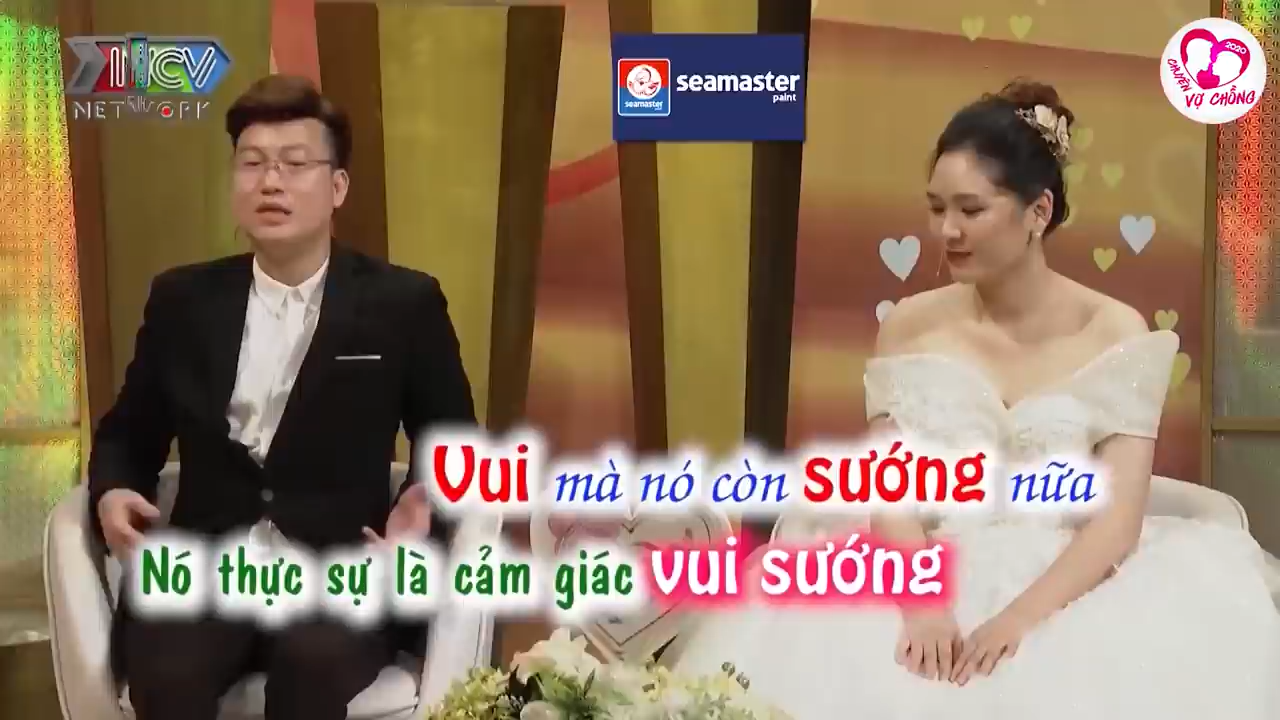 MCV
NETWORK
seamaster
paint
seamaster
2020
CHUYỆN
VỢ CHỒNG
Vui mà nó còn sướng nữa
Nó thực sự là cảm giác vui sướng